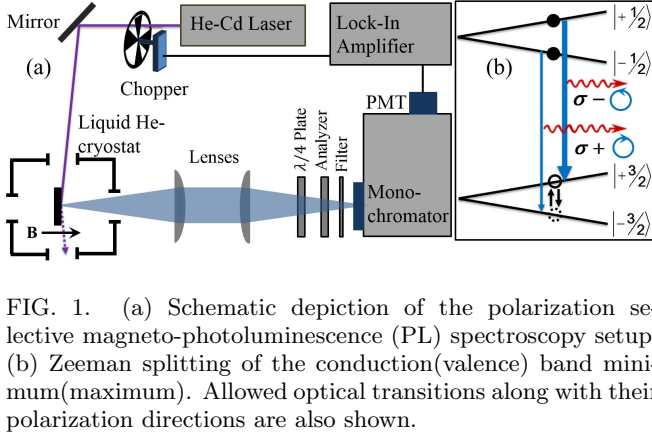 Mirror
He-Cd Laser
Lock-In
Amplifier
(a)
Chopper
PMT
Liquid He-
cryostat
Lenses
λ/4 Plate
Analyzer
Filter
Mono-
chromator
B
(b)
|+1/2⟩
|-1/2⟩
σ −
σ +
|+3/2⟩
|-3/2⟩
FIG. 1. (a) Schematic depiction of the polarization se-
lective magneto-photoluminescence (PL) spectroscopy setup.
(b) Zeeman splitting of the conduction(valence) band mini-
mum(maximum). Allowed optical transitions along with their
polarization directions are also shown.